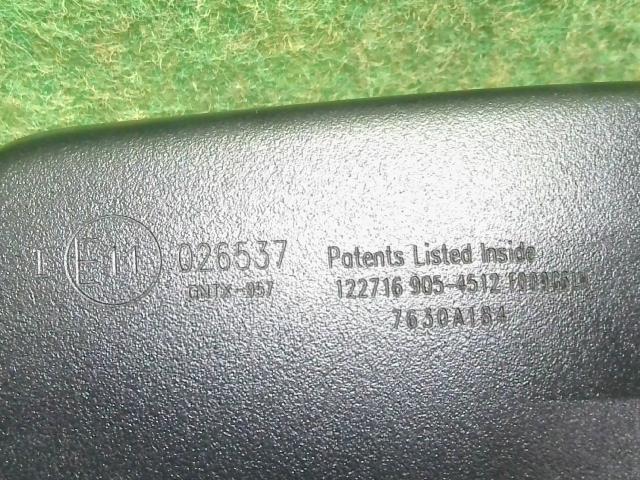 I E11 026537
GNTX-057
Patents Listed Inside
122716 905-4512
7630A184